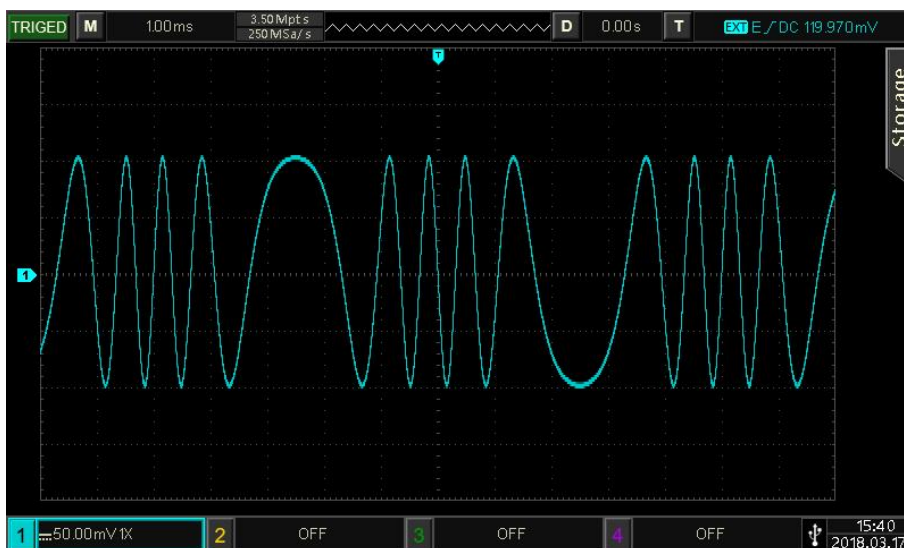 TRIGED M 1.00ms 3.50Mpts D 0.00s T EXT E / DC 119.970mV
250MSa/s
T
Storage
1
1 50.00mV 1X 2 OFF 3 OFF 4 OFF 15:40
2018.03.17